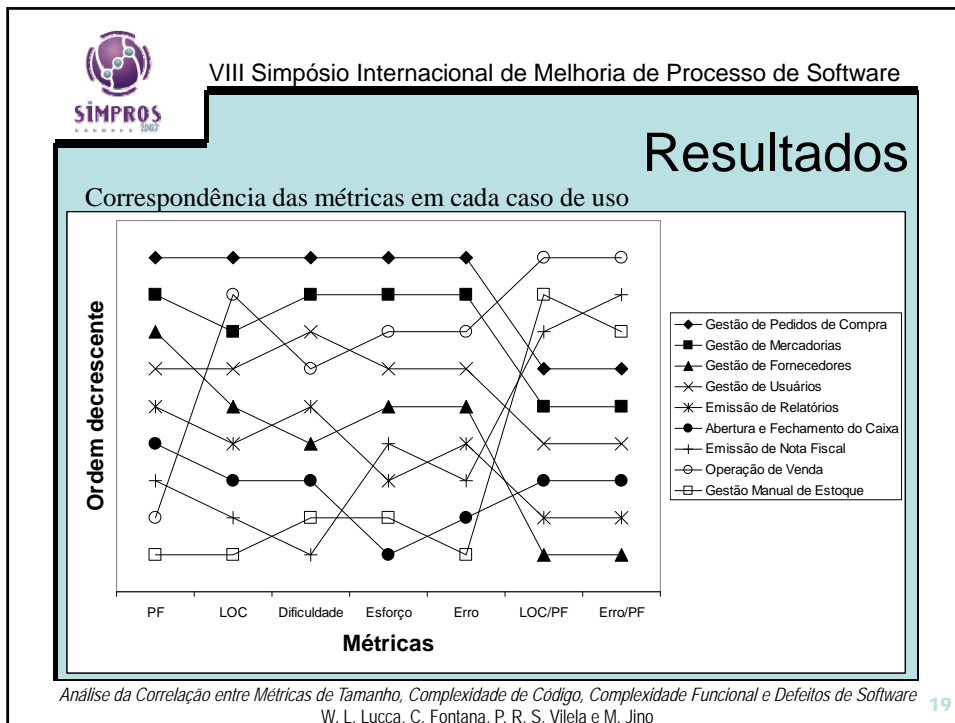 VIII Simpósio Internacional de Melhoria de Processo de Software
SIMPROS
2007
Resultados
Correspondência das métricas em cada caso de uso
Ordem decrescente
PF LOC Dificuldade Esforço Erro LOC/PF Erro/PF
Métricas
Gestão de Pedidos de Compra
Gestão de Mercadorias
Gestão de Fornecedores
Gestão de Usuários
Emissão de Relatórios
Abertura e Fechamento do Caixa
Emissão de Nota Fiscal
Operação de Venda
Gestão Manual de Estoque
Análise da Correlação entre Métricas de Tamanho, Complexidade de Código, Complexidade Funcional e Defeitos de Software
W. L. Lucca, C. Fontana, P. R. S. Vilela e M. Jino
19